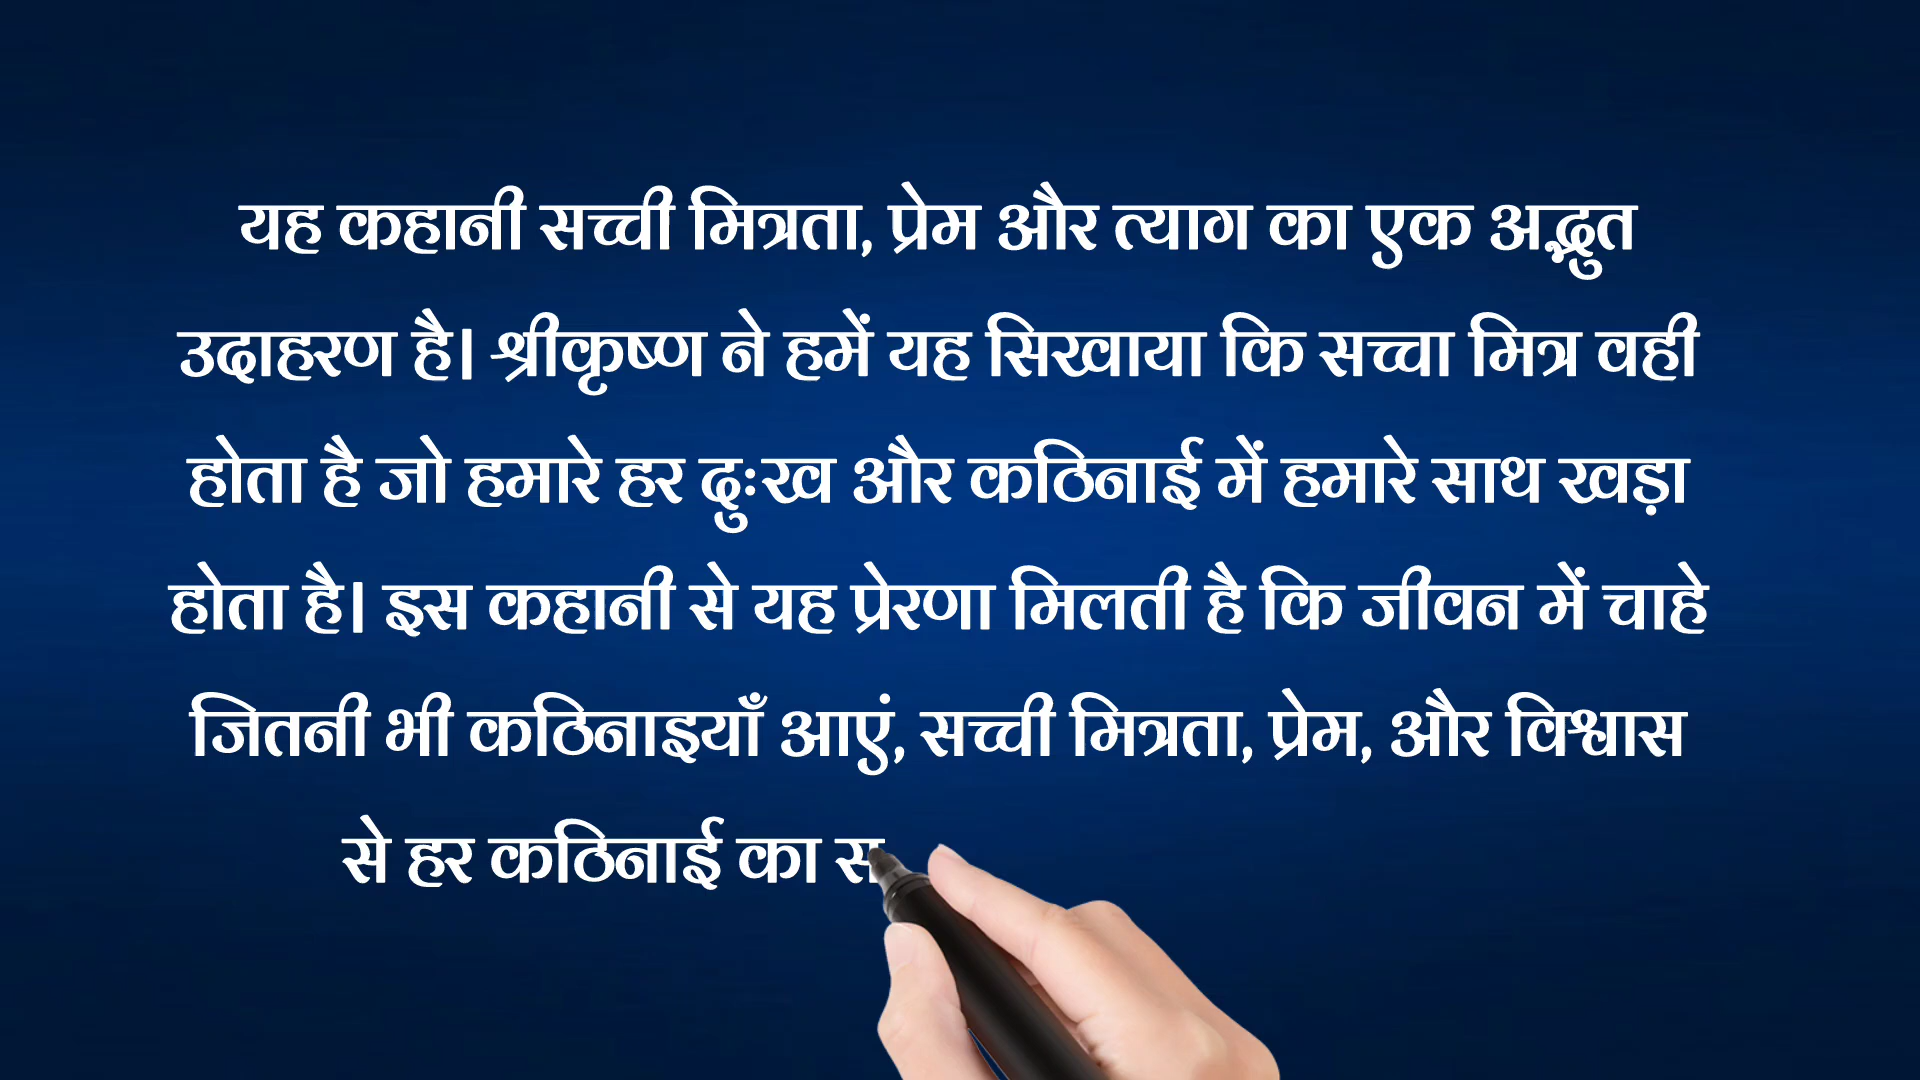 यह कहानी सच्ची मित्रता, प्रेम और त्याग का एक अद्भुत
उदाहरण है। श्रीकृष्ण ने हमें यह सिखाया कि सच्चा मित्र वही
होता है जो हमारे हर दुःख और कठिनाई में हमारे साथ खड़ा
होता है। इस कहानी से यह प्रेरणा मिलती है कि जीवन में चाहे
जितनी भी कठिनाइयाँ आएं, सच्ची मित्रता, प्रेम, और विश्वास
से हर कठिनाई का स